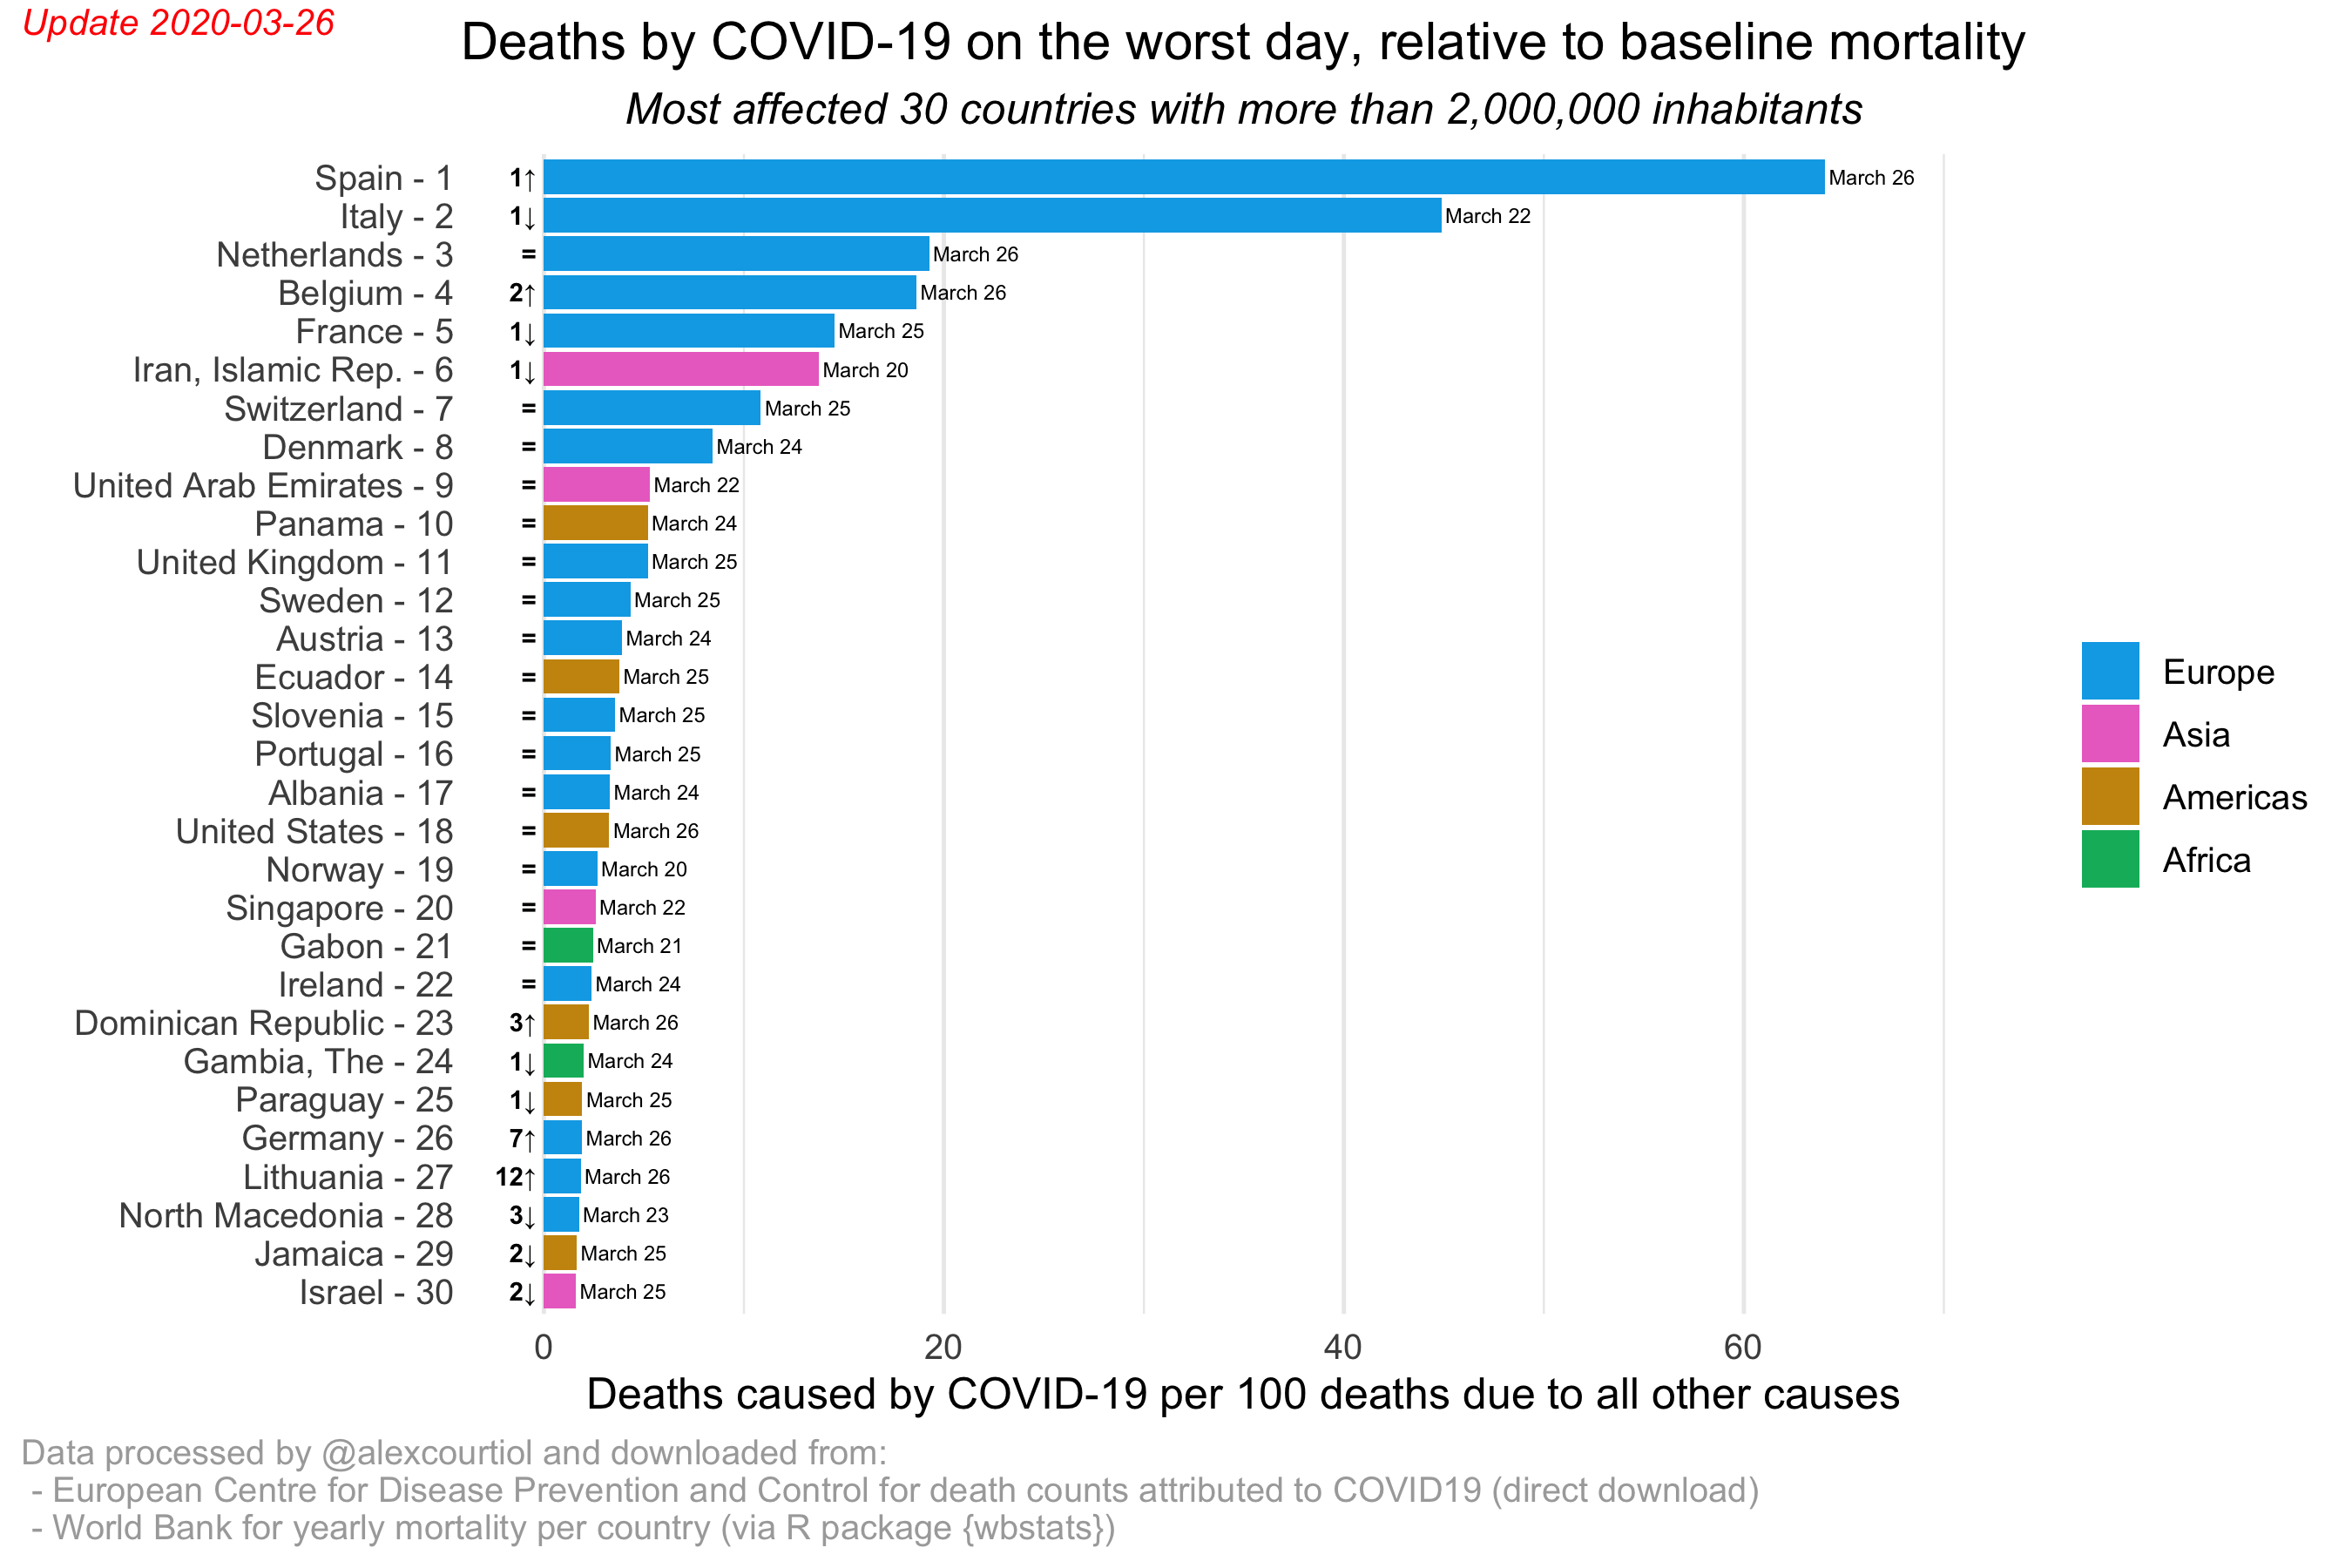 Update 2020-03-26
Deaths by COVID-19 on the worst day, relative to baseline mortality
Most affected 30 countries with more than 2,000,000 inhabitants
Spain - 1 1↑ March 26
Italy - 2 1↓ March 22
Netherlands - 3 = March 26
Belgium - 4 2↑ March 26
France - 5 1↓ March 25
Iran, Islamic Rep. - 6 1↓ March 20
Switzerland - 7 = March 25
Denmark - 8 = March 24
United Arab Emirates - 9 = March 22
Panama - 10 = March 24
United Kingdom - 11 = March 25
Sweden - 12 = March 25
Austria - 13 = March 24
Ecuador - 14 = March 25
Slovenia - 15 = March 25
Portugal - 16 = March 25
Albania - 17 = March 24
United States - 18 = March 26
Norway - 19 = March 20
Singapore - 20 = March 22
Gabon - 21 = March 21
Ireland - 22 = March 24
Dominican Republic - 23 3↑ March 26
Gambia, The - 24 1↓ March 24
Paraguay - 25 1↓ March 25
Germany - 26 7↑ March 26
Lithuania - 27 12↑ March 26
North Macedonia - 28 3↓ March 23
Jamaica - 29 2↓ March 25
Israel - 30 2↓ March 25
0 20 40 60
Deaths caused by COVID-19 per 100 deaths due to all other causes
Europe
Asia
Americas
Africa
Data processed by @alexcourtiol and downloaded from:
- European Centre for Disease Prevention and Control for death counts attributed to COVID19 (direct download)
- World Bank for yearly mortality per country (via R package {wbstats})